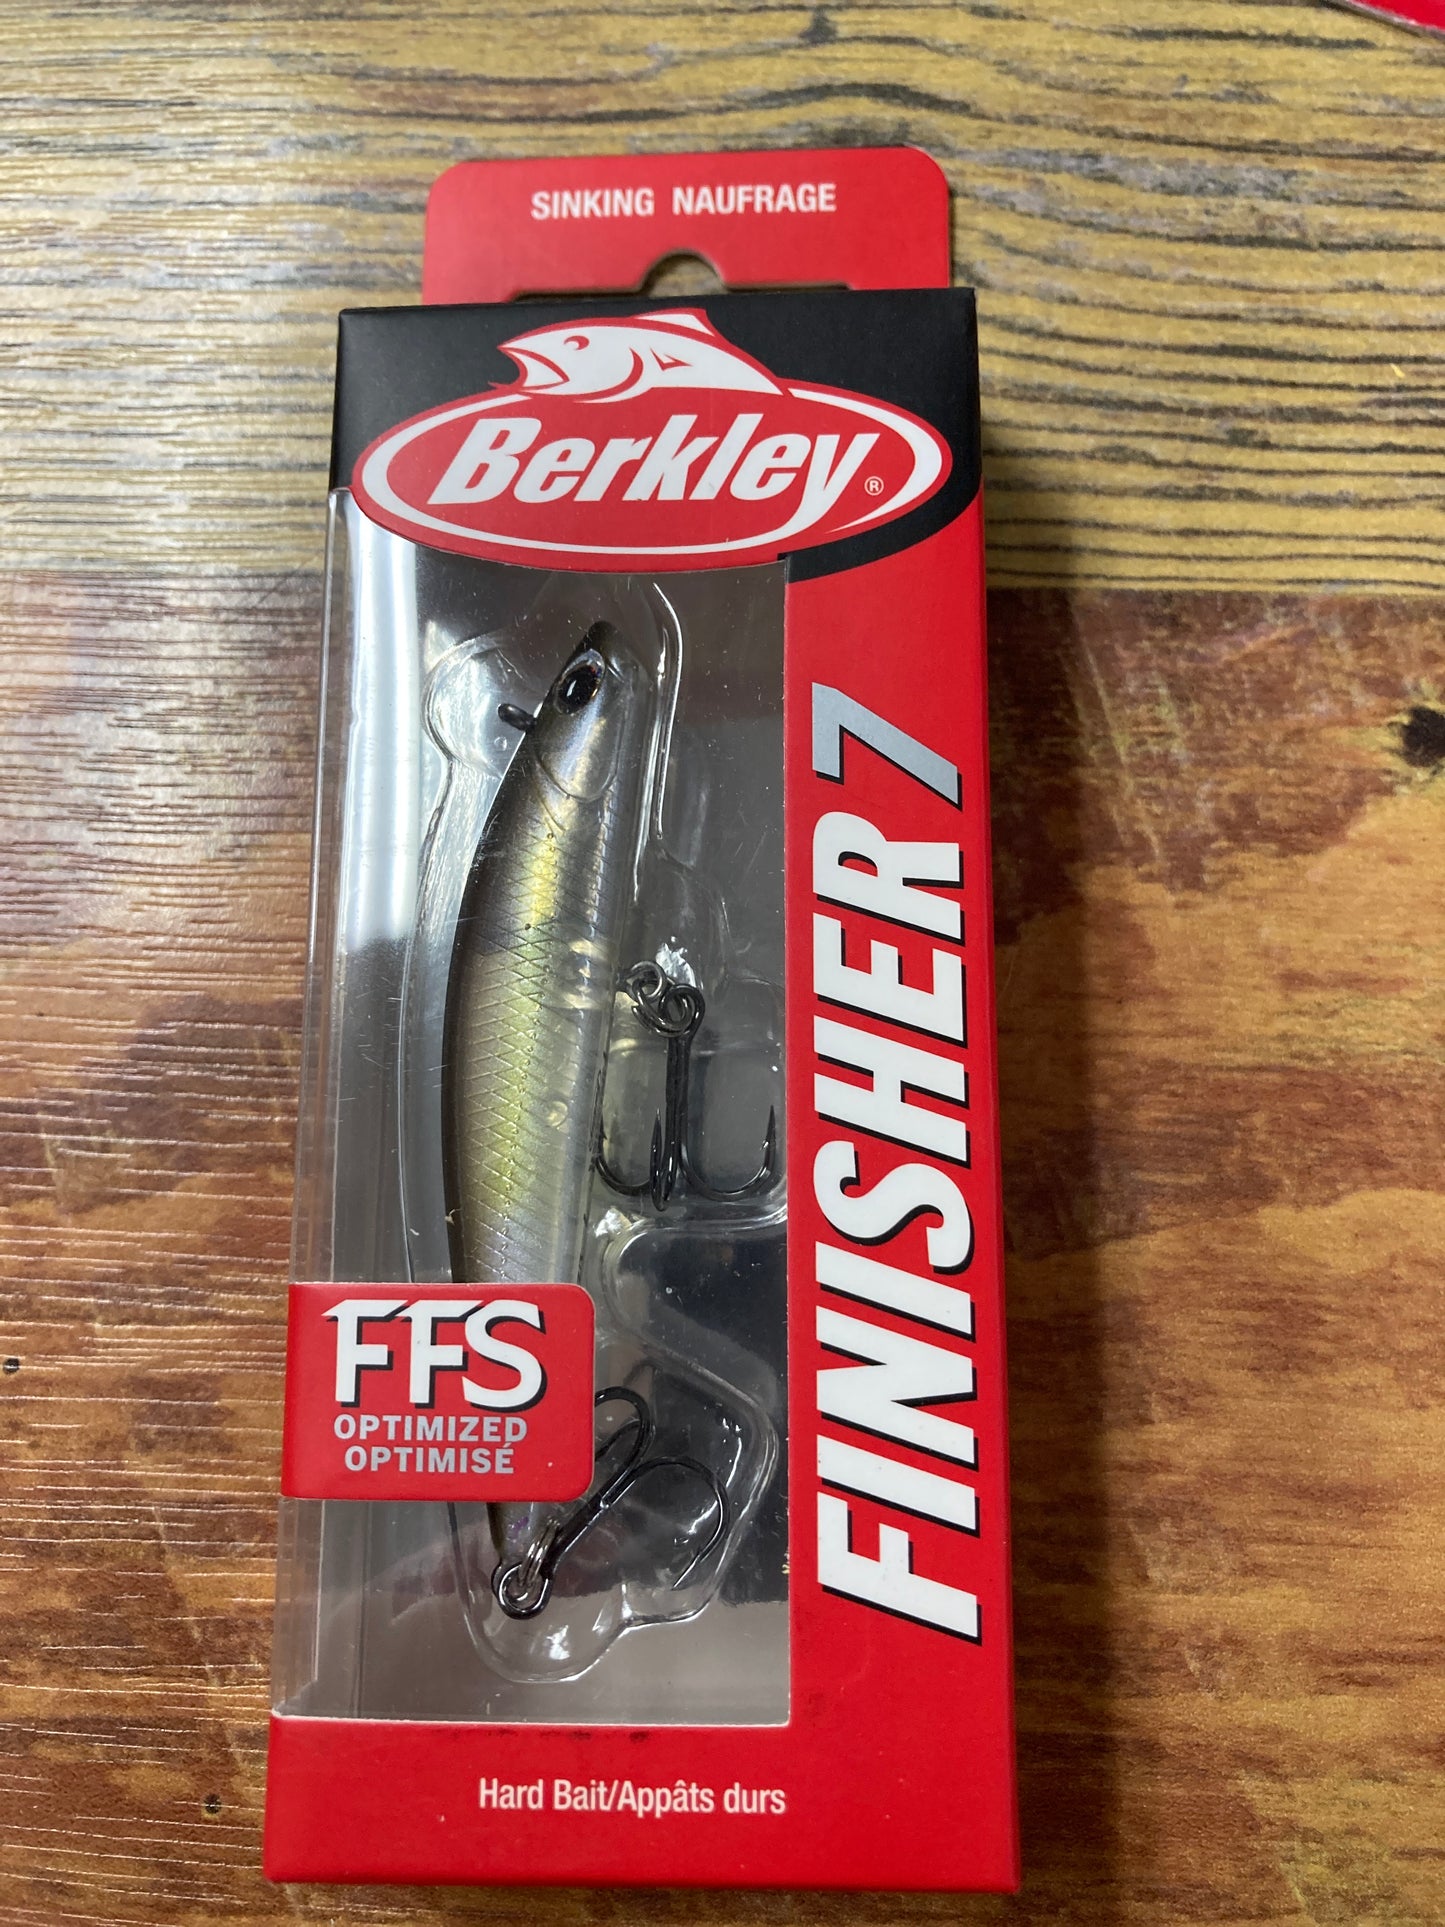 SINKING NAUFRAGE
Berkley®
FINISHER 7
FFS
OPTIMIZED
OPTIMISÉ
Hard Bait/Appâts durs